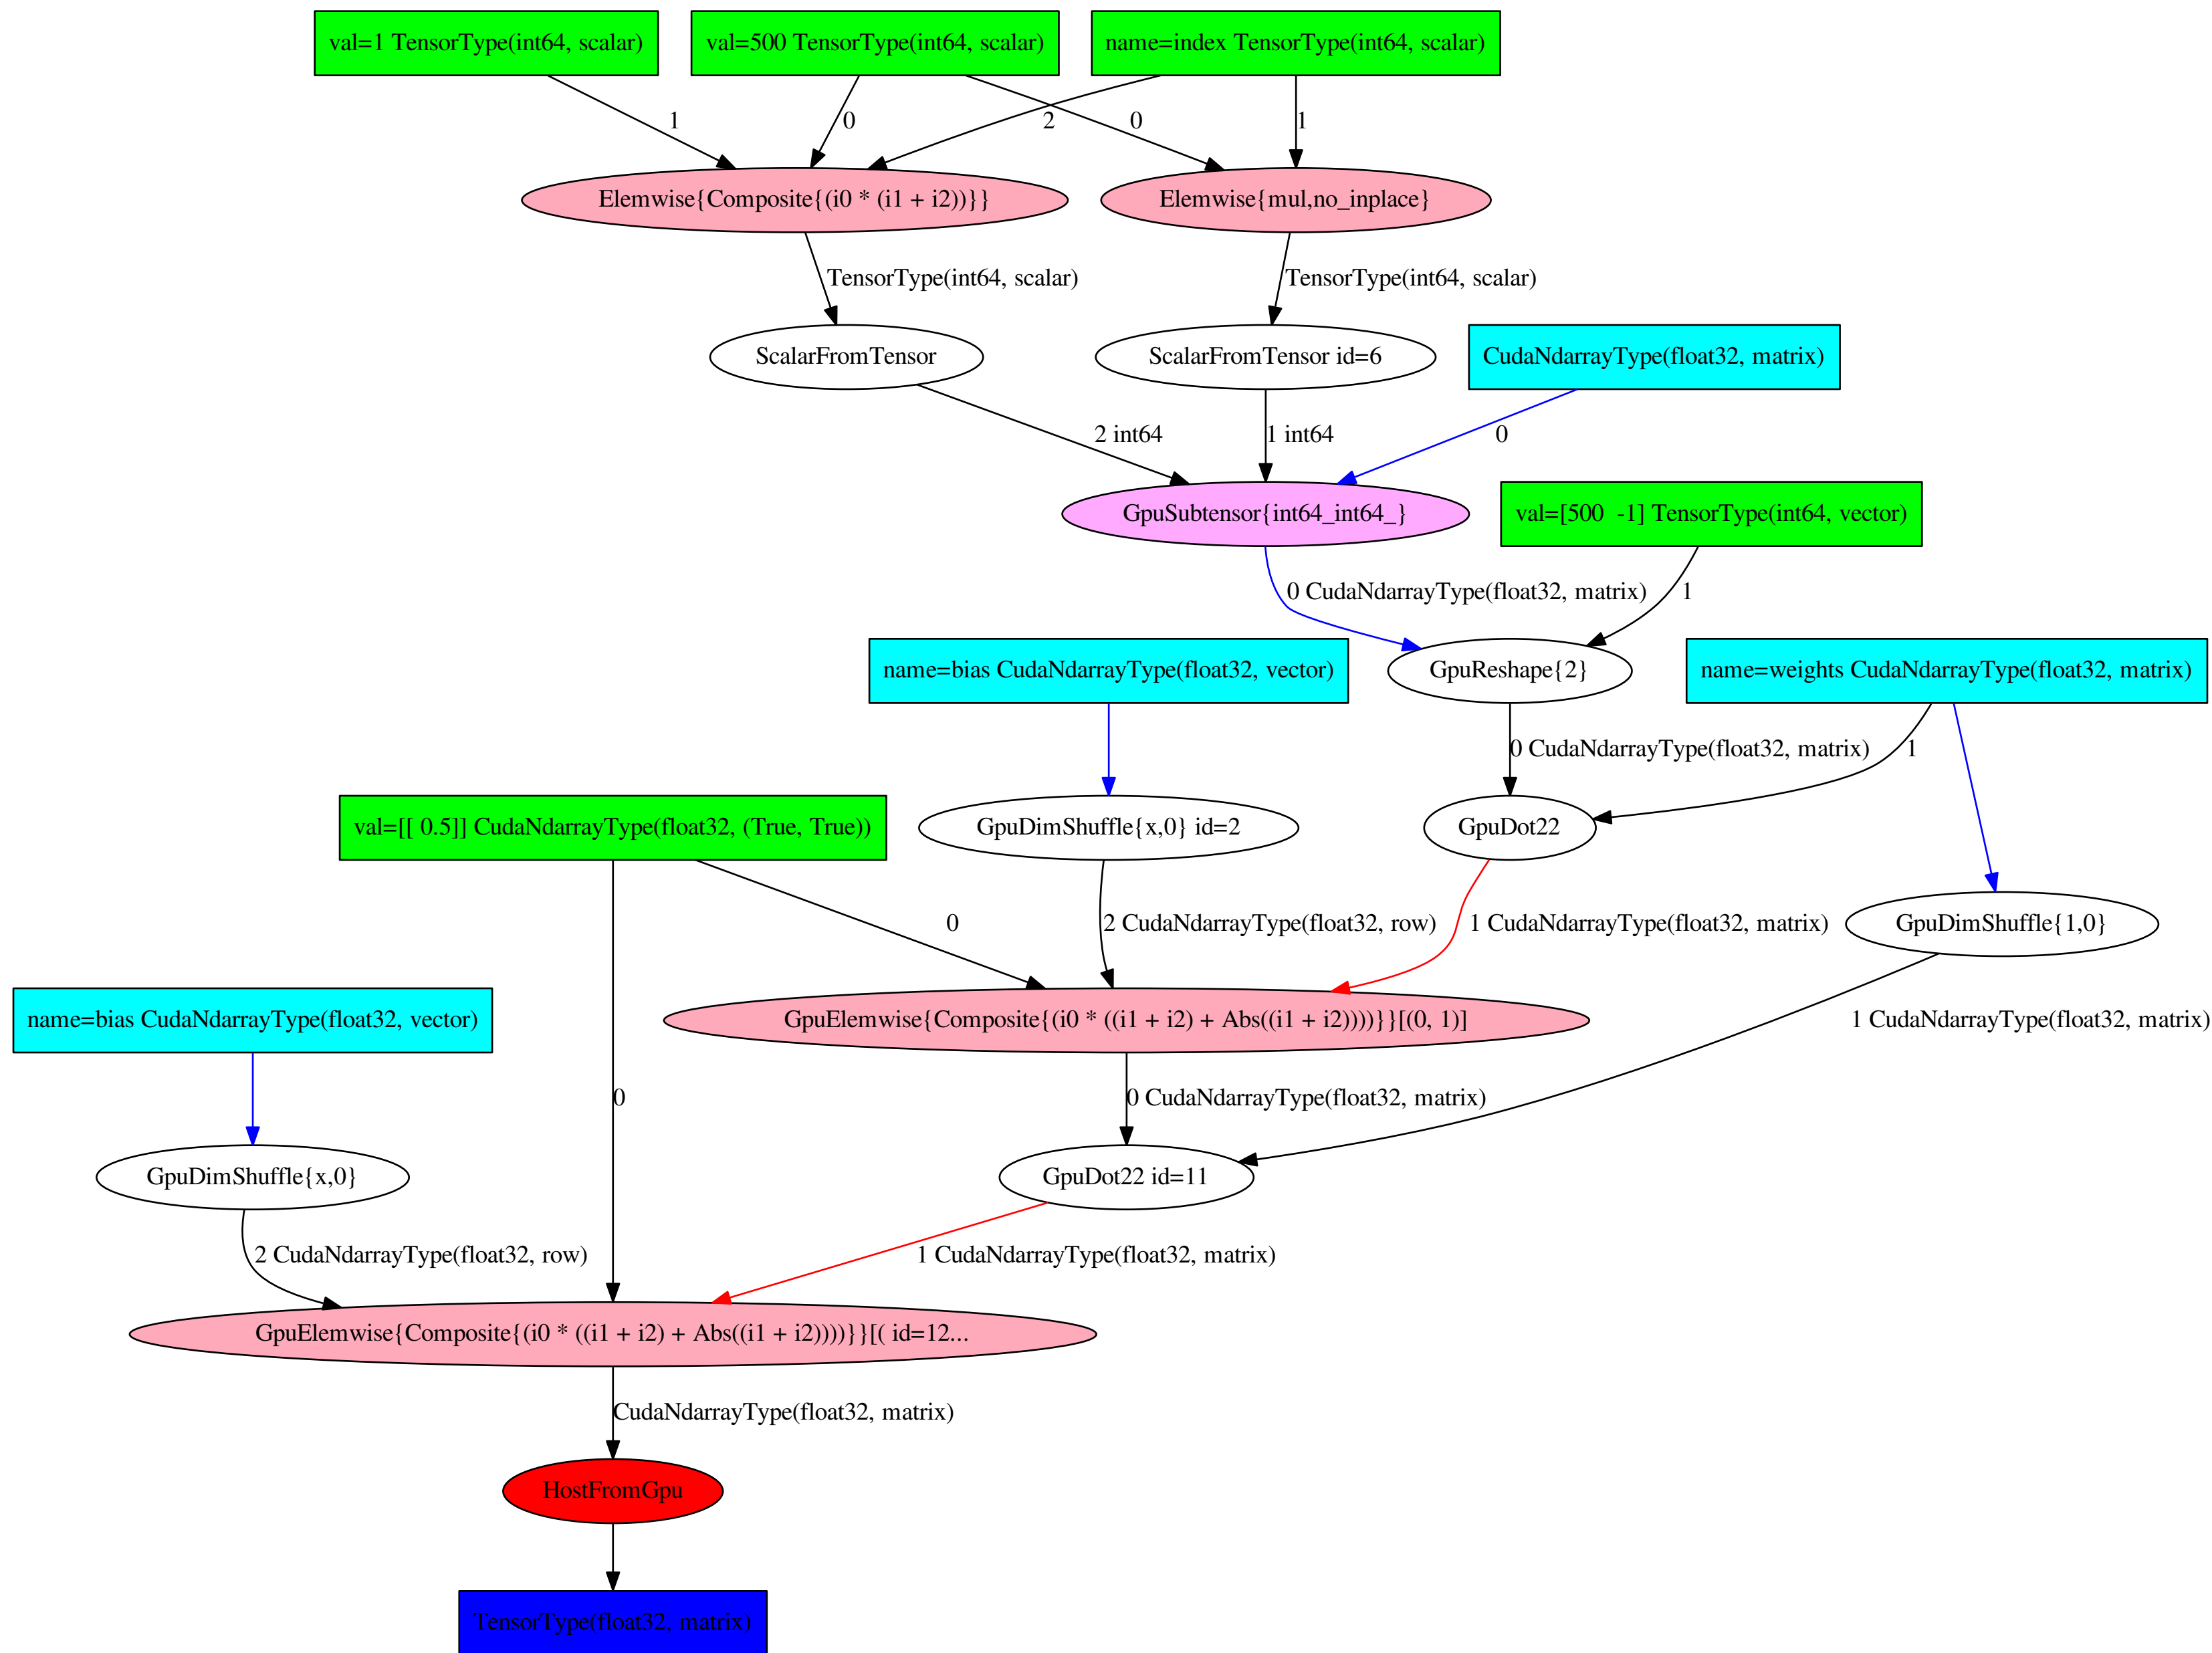 val=1 TensorType(int64, scalar)
val=500 TensorType(int64, scalar)
name=index TensorType(int64, scalar)
1
0
2
0
1
Elemwise{Composite{(i0 * (i1 + i2))}}
Elemwise{mul,no_inplace}
TensorType(int64, scalar)
TensorType(int64, scalar)
ScalarFromTensor
ScalarFromTensor id=6
CudaNdarrayType(float32, matrix)
2 int64
1 int64
0
GpuSubtensor{int64_int64_}
val=[500  -1] TensorType(int64, vector)
0 CudaNdarrayType(float32, matrix)
1
name=bias CudaNdarrayType(float32, vector)
GpuReshape{2}
name=weights CudaNdarrayType(float32, matrix)
0 CudaNdarrayType(float32, matrix)
1
val=[[ 0.5]] CudaNdarrayType(float32, (True, True))
GpuDimShuffle{x,0} id=2
GpuDot22
0
2 CudaNdarrayType(float32, row)
1 CudaNdarrayType(float32, matrix)
GpuDimShuffle{1,0}
name=bias CudaNdarrayType(float32, vector)
GpuElemwise{Composite{(i0 * ((i1 + i2) + Abs((i1 + i2))))}}[(0, 1)]
1 CudaNdarrayType(float32, matrix)
0
0 CudaNdarrayType(float32, matrix)
GpuDimShuffle{x,0}
GpuDot22 id=11
2 CudaNdarrayType(float32, row)
1 CudaNdarrayType(float32, matrix)
GpuElemwise{Composite{(i0 * ((i1 + i2) + Abs((i1 + i2))))}}[( id=12...
CudaNdarrayType(float32, matrix)
HostFromGpu
TensorType(float32, matrix)